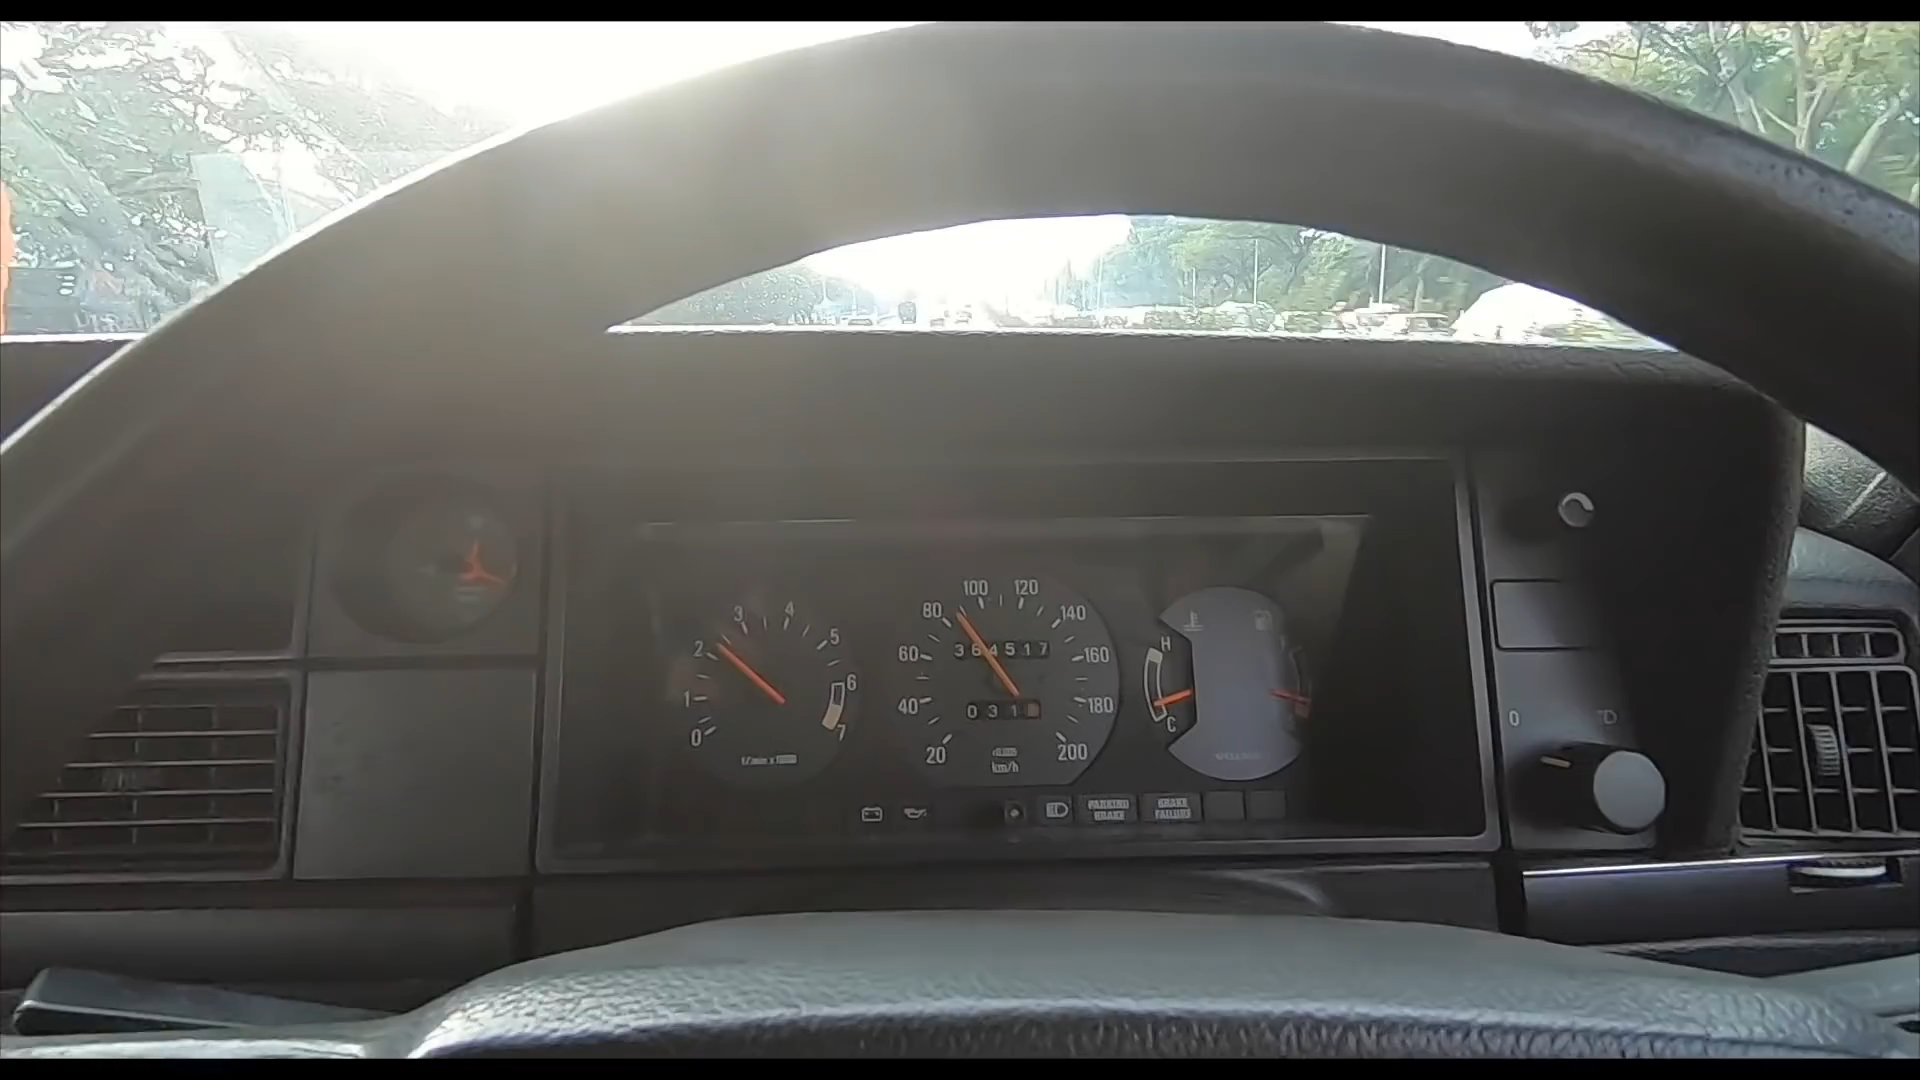 0 1 2 3 4 5 6 7
1/min x 1000
20 40 60 80 100 120 140 160 180 200
364517
031
km/h
H
C
VOLVO
PARKING
BRAKE
BRAKE
FAILURE
0